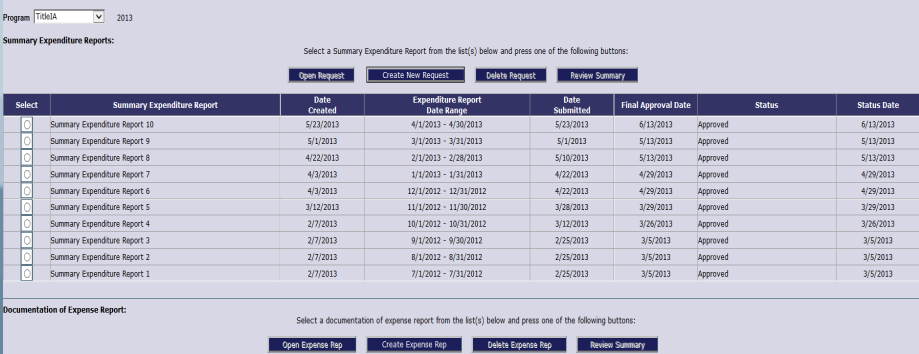 Program TitleIA 2013
Summary Expenditure Reports:
Select a Summary Expenditure Report from the list(s) below and press one of the following buttons:
Open Request Create New Request Delete Request Review Summary
Select Summary Expenditure Report Date Created Expenditure Report Date Range Date Submitted Final Approval Date Status Status Date
Summary Expenditure Report 10 5/23/2013 4/1/2013 - 4/30/2013 5/23/2013 6/13/2013 Approved 6/13/2013
Summary Expenditure Report 9 5/1/2013 3/1/2013 - 3/31/2013 5/1/2013 5/13/2013 Approved 5/13/2013
Summary Expenditure Report 8 4/22/2013 2/1/2013 - 2/28/2013 5/10/2013 5/13/2013 Approved 5/13/2013
Summary Expenditure Report 7 4/3/2013 1/1/2013 - 1/31/2013 4/22/2013 4/29/2013 Approved 4/29/2013
Summary Expenditure Report 6 4/3/2013 12/1/2012 - 12/31/2012 4/22/2013 4/29/2013 Approved 4/29/2013
Summary Expenditure Report 5 3/12/2013 11/1/2012 - 11/30/2012 3/28/2013 3/29/2013 Approved 3/29/2013
Summary Expenditure Report 4 2/7/2013 10/1/2012 - 10/31/2012 3/12/2013 3/26/2013 Approved 3/26/2013
Summary Expenditure Report 3 2/7/2013 9/1/2012 - 9/30/2012 2/25/2013 3/5/2013 Approved 3/5/2013
Summary Expenditure Report 2 2/7/2013 8/1/2012 - 8/31/2012 2/25/2013 3/5/2013 Approved 3/5/2013
Summary Expenditure Report 1 2/7/2013 7/1/2012 - 7/31/2012 2/25/2013 3/5/2013 Approved 3/5/2013
Documentation of Expense Report:
Select a documentation of expense report from the list(s) below and press one of the following buttons:
Open Expense Rep Create Expense Rep Delete Expense Rep Review Summary